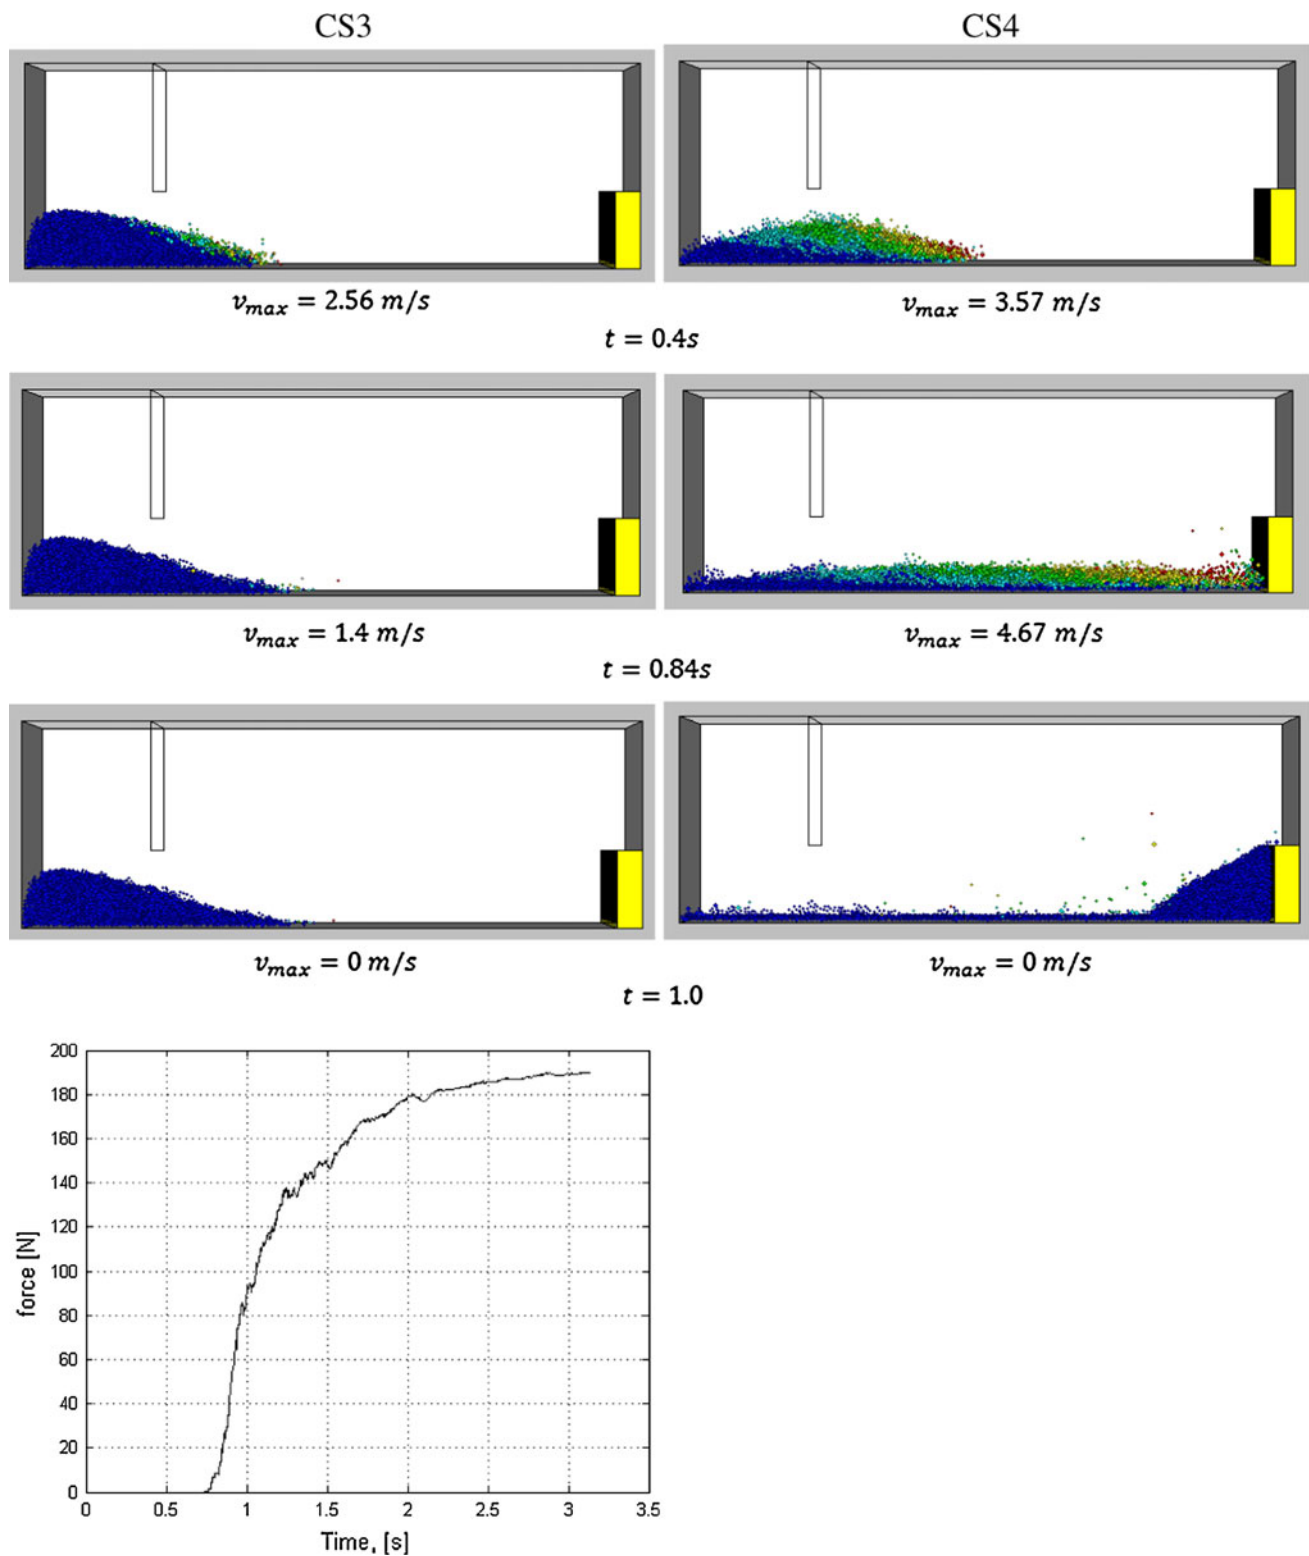 CS3 CS4
v_max = 2.56 m/s v_max = 3.57 m/s
t = 0.4s
v_max = 1.4 m/s v_max = 4.67 m/s
t = 0.84s
v_max = 0 m/s v_max = 0 m/s
t = 1.0
200
180
160
140
120
100
80
60
40
20
0
force [N]
0 0.5 1 1.5 2 2.5 3 3.5
Time, [s]